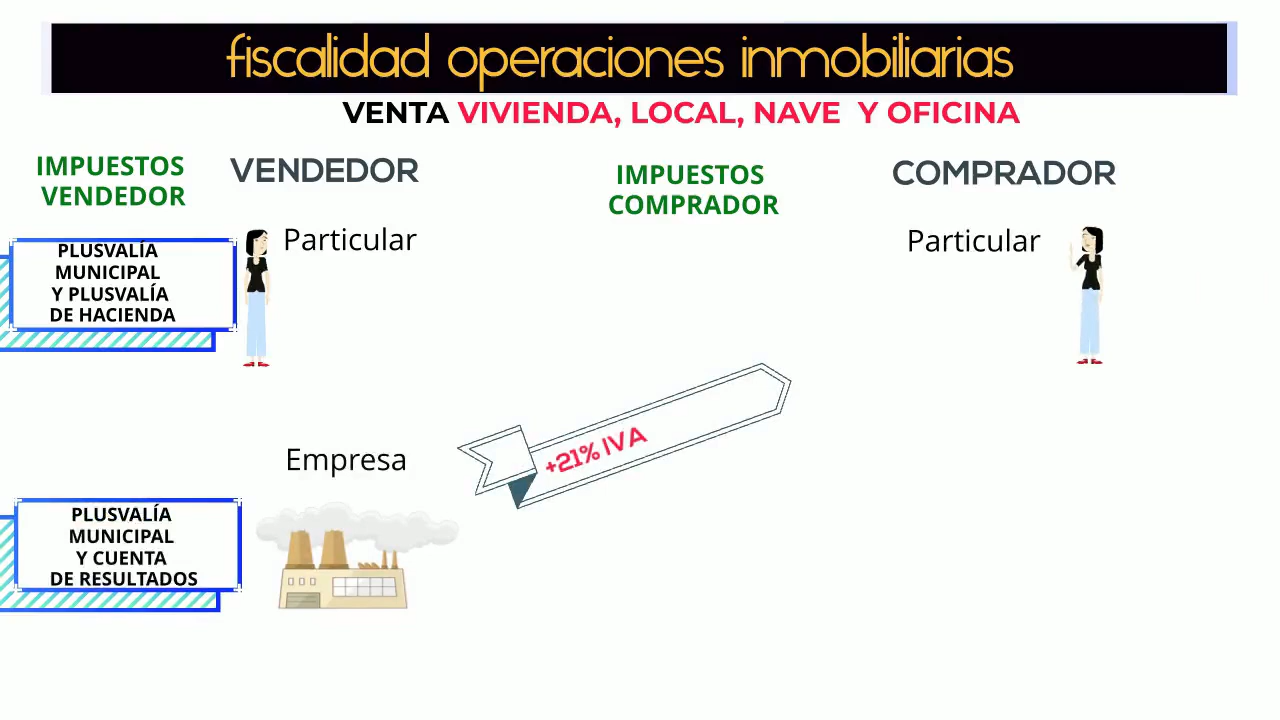 fiscalidad operaciones inmobiliarias
VENTA VIVIENDA, LOCAL, NAVE Y OFICINA
IMPUESTOS
VENDEDOR
VENDEDOR
IMPUESTOS
COMPRADOR
COMPRADOR
PLUSVALÍA
MUNICIPAL
Y PLUSVALÍA
DE HACIENDA
Particular
Particular
+21% IVA
Empresa
PLUSVALÍA
MUNICIPAL
Y CUENTA
DE RESULTADOS